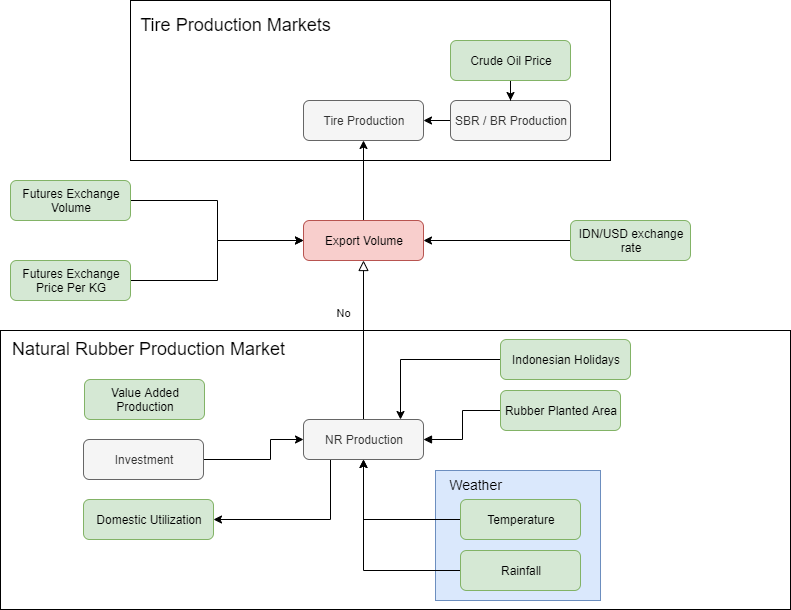 Tire Production Markets
Crude Oil Price
Tire Production
SBR / BR Production
Futures Exchange
Volume
Export Volume
IDN/USD exchange
rate
Futures Exchange
Price Per KG
No
Natural Rubber Production Market
Indonesian Holidays
Value Added
Production
Rubber Planted Area
NR Production
Investment
Weather
Domestic Utilization
Temperature
Rainfall